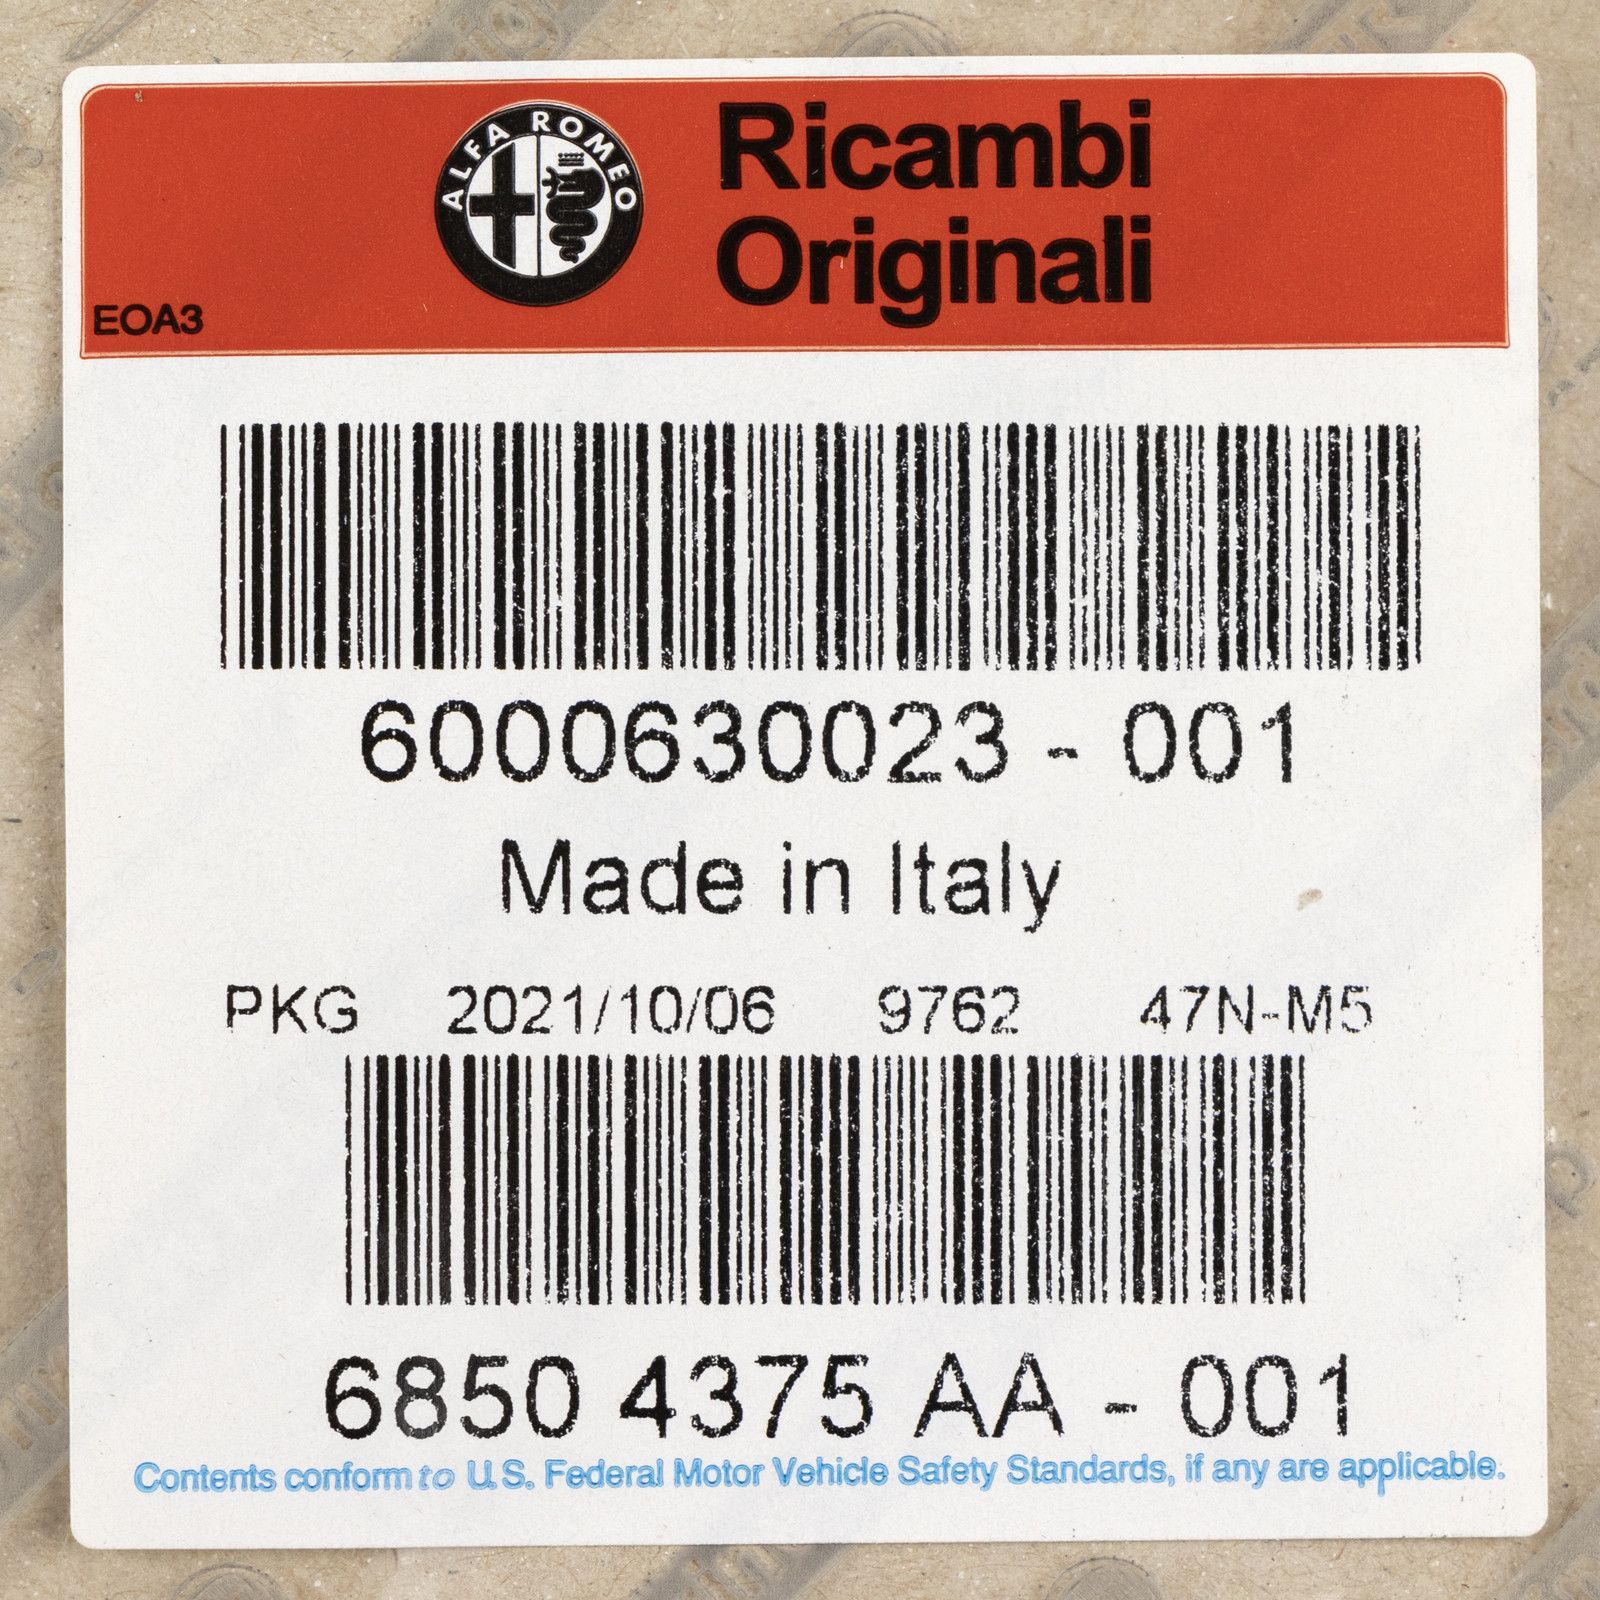 ALFA ROMEO
Ricambi
Originali
EOA3
6000630023 - 001
Made in Italy
PKG 2021/10/06 9762 47N-M5
6850 4375 AA - 001
Contents conform to U.S. Federal Motor Vehicle Safety Standards, if any are applicable.